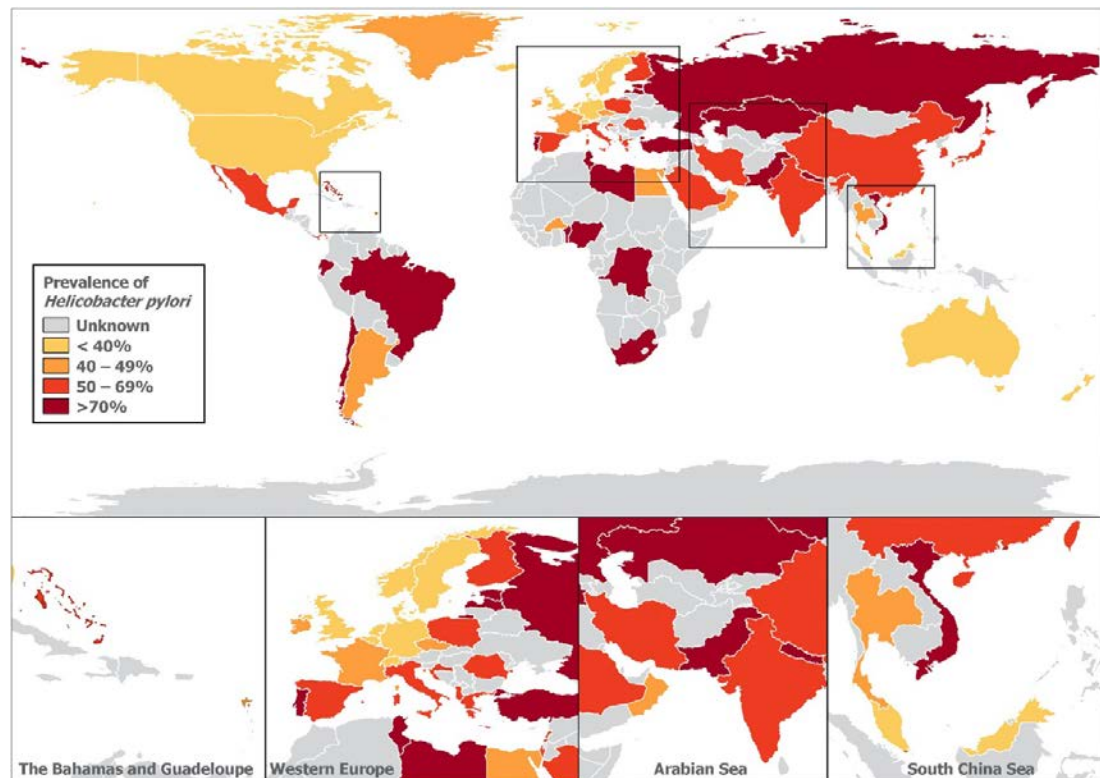 Prevalence of
Helicobacter pylori
Unknown
< 40%
40 – 49%
50 – 69%
>70%
The Bahamas and Guadeloupe
Western Europe
Arabian Sea
South China Sea